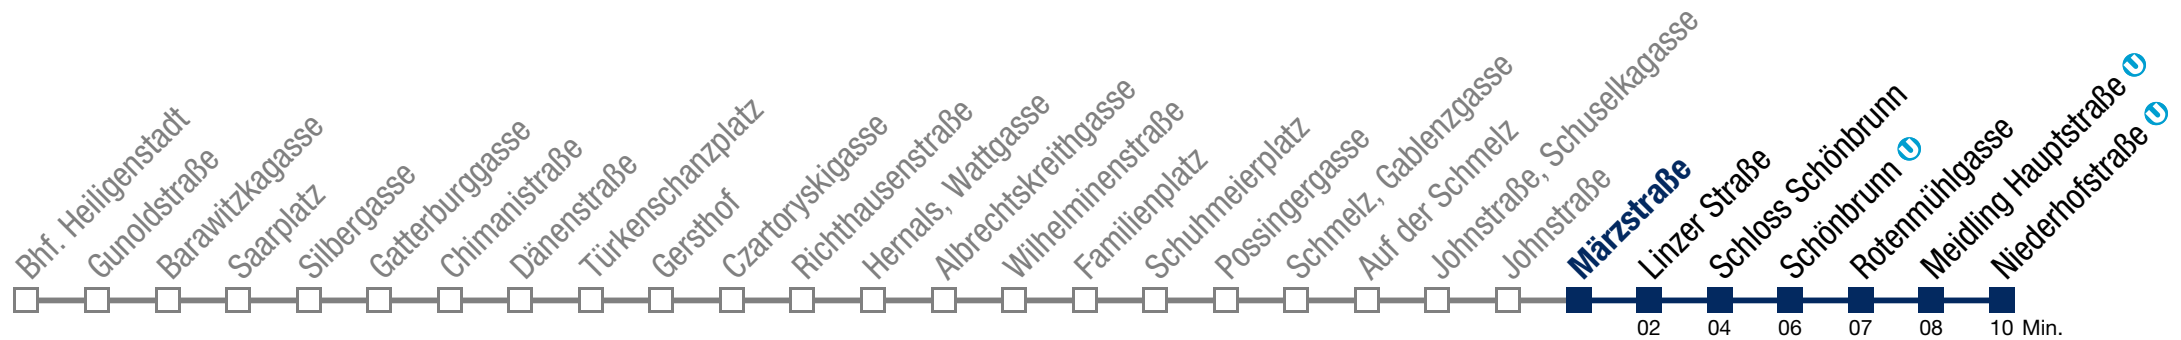 Bhf. Heiligenstadt
Gunoldstraße
Barawitzkagasse
Saarplatz
Silbergasse
Gatterburggasse
Chimanistraße
Dänenstraße
Türkenschanzplatz
Gersthof
Czartoryskigasse
Richthausenstraße
Hernals, Wattgasse
Albrechtskreithgasse
Wilhelminenstraße
Familienplatz
Schuhmeierplatz
Possingergasse
Schmelz, Gablenzgasse
Auf der Schmelz
Johnstraße, Schuselkagasse
Johnstraße
Märzstraße
Linzer Straße
Schloss Schönbrunn
Schönbrunn U
Rotenmühlgasse
Meidling Hauptstraße U
Niederhofstraße U
02 04 06 07 08 10 Min.